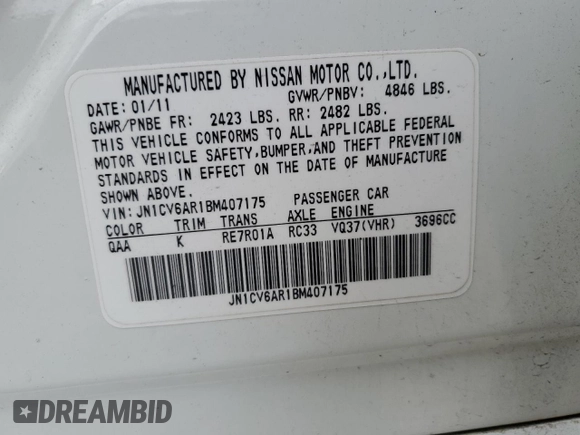 MANUFACTURED BY NISSAN MOTOR CO.,LTD.
DATE: 01/11 GVWR/PNBV: 4846 LBS.
GAWR/PNBE FR: 2423 LBS. RR: 2482 LBS.
THIS VEHICLE CONFORMS TO ALL APPLICABLE FEDERAL
MOTOR VEHICLE SAFETY,BUMPER,AND THEFT PREVENTION
STANDARDS IN EFFECT ON THE DATE OF MANUFACTURE
SHOWN ABOVE.
VIN: JN1CV6AR1BM407175 PASSENGER CAR
COLOR TRIM TRANS AXLE ENGINE
QAA K RE7R01A RC33 VQ37(VHR) 3696CC
JN1CV6AR1BM407175
DREAMBID